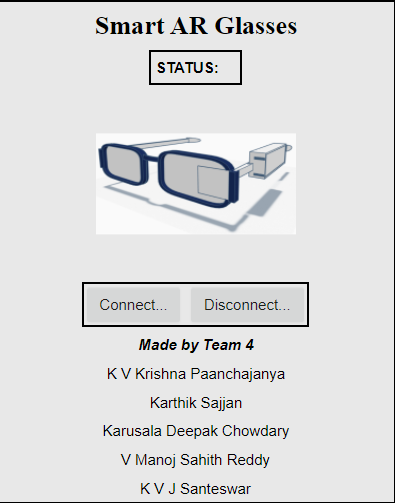 Smart AR Glasses
STATUS:
Connect... Disconnect...
Made by Team 4
K V Krishna Paanchajanya
Karthik Sajjan
Karusala Deepak Chowdary
V Manoj Sahith Reddy
K V J Santeswar